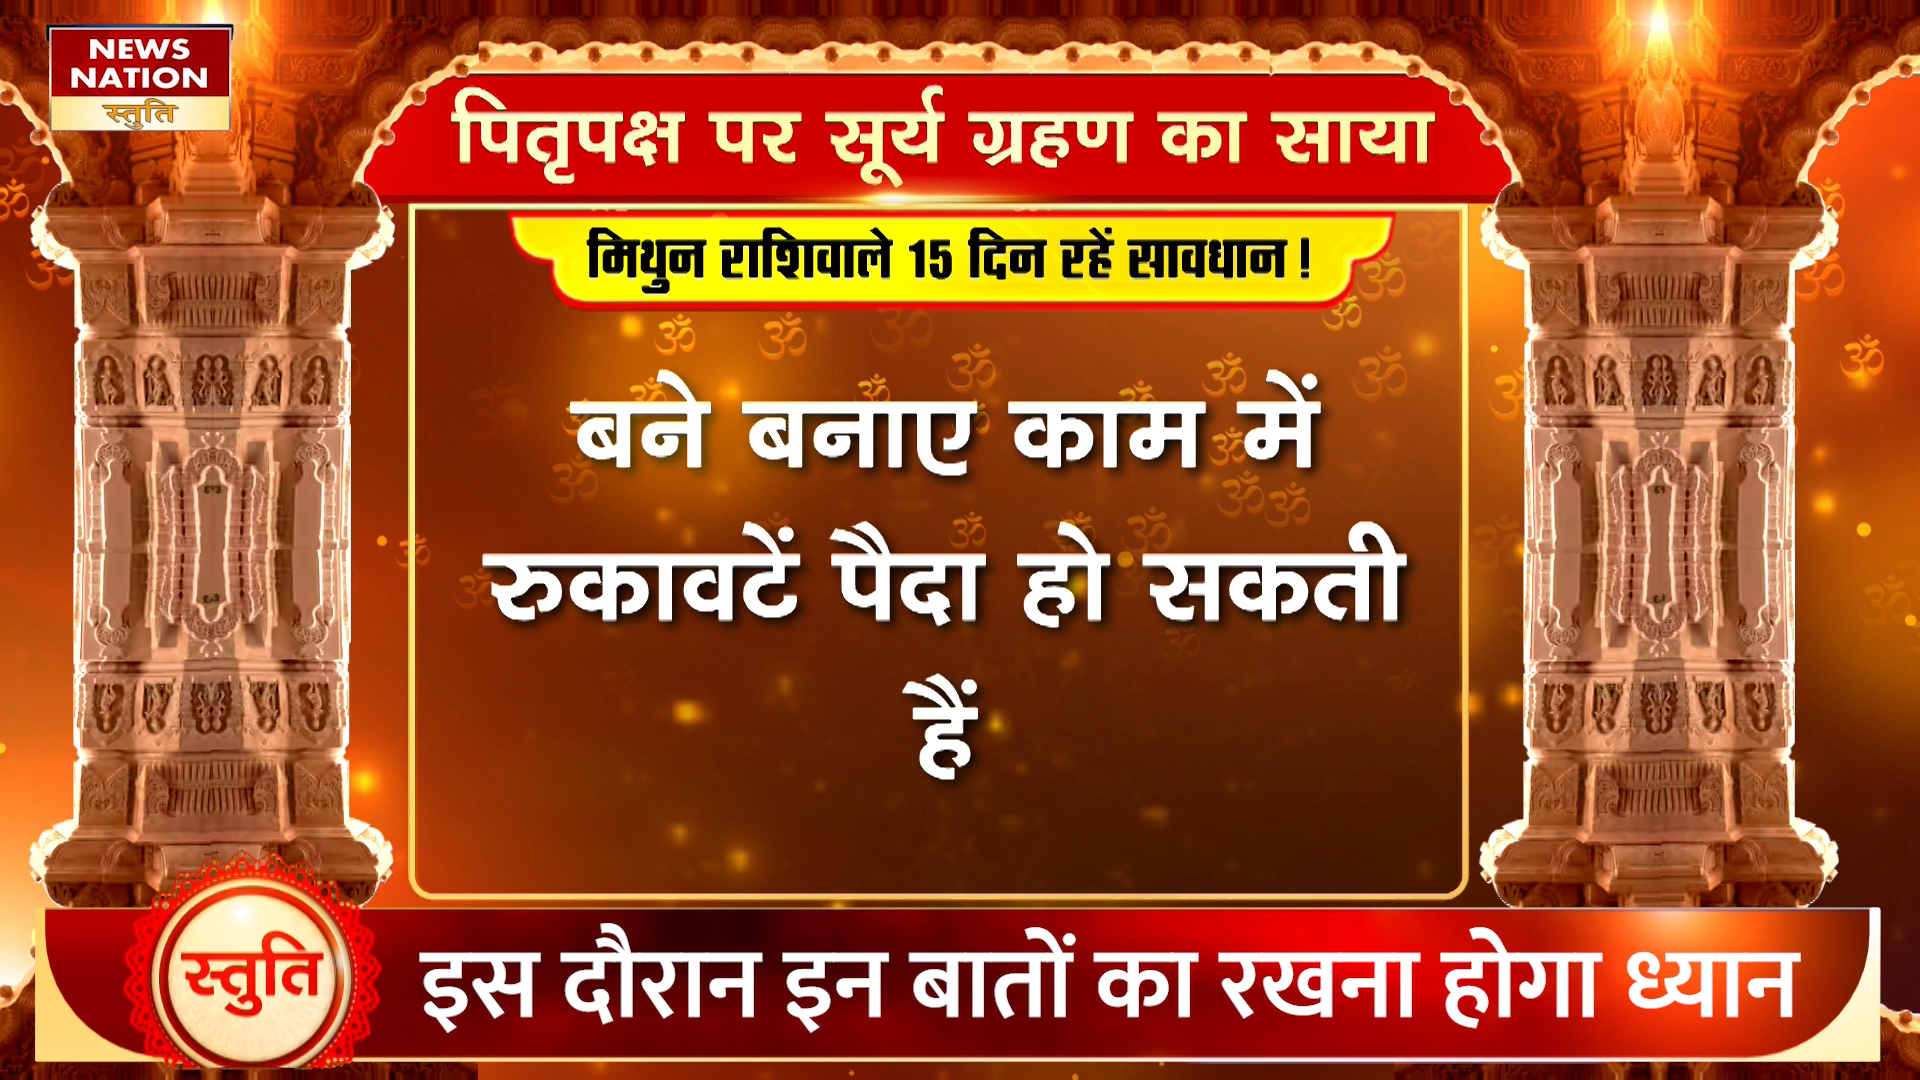 NEWS
NATION
स्तुति
पितृपक्ष पर सूर्य ग्रहण का साया
मिथुन राशिवाले 15 दिन रहें सावधान!
बने बनाए काम में
रुकावटें पैदा हो सकती
हैं
स्तुति
इस दौरान इन बातों का रखना होगा ध्यान